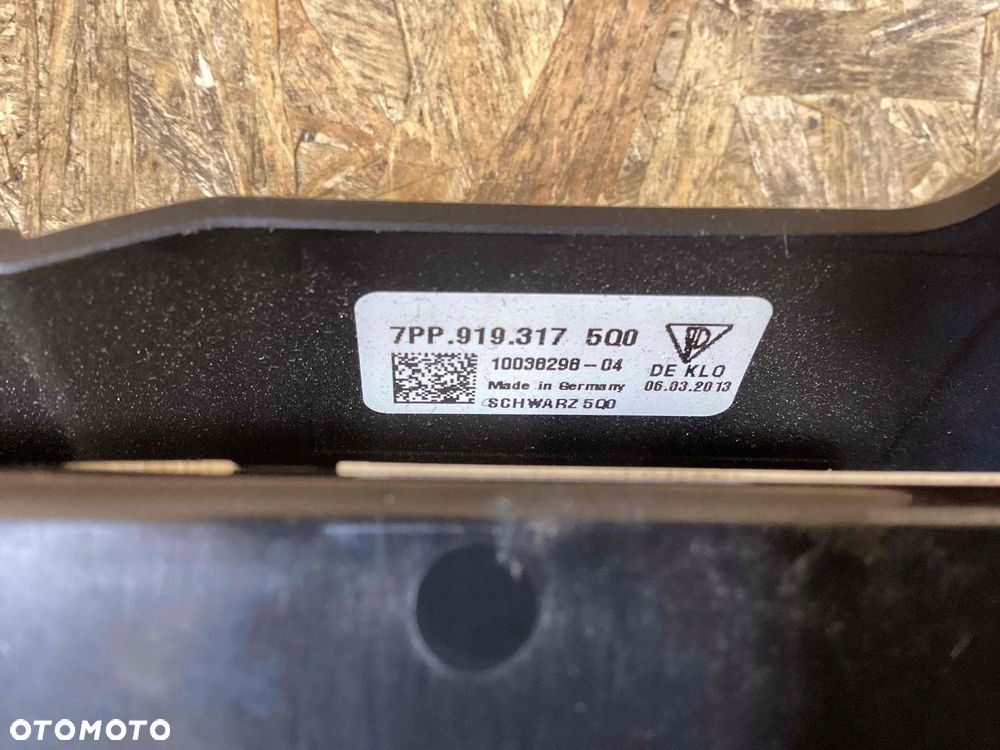 7PP.919.317 5Q0
10038298-04
DE KLO
Made in Germany
06.03.2013
SCHWARZ 5Q0
OTOMOTO